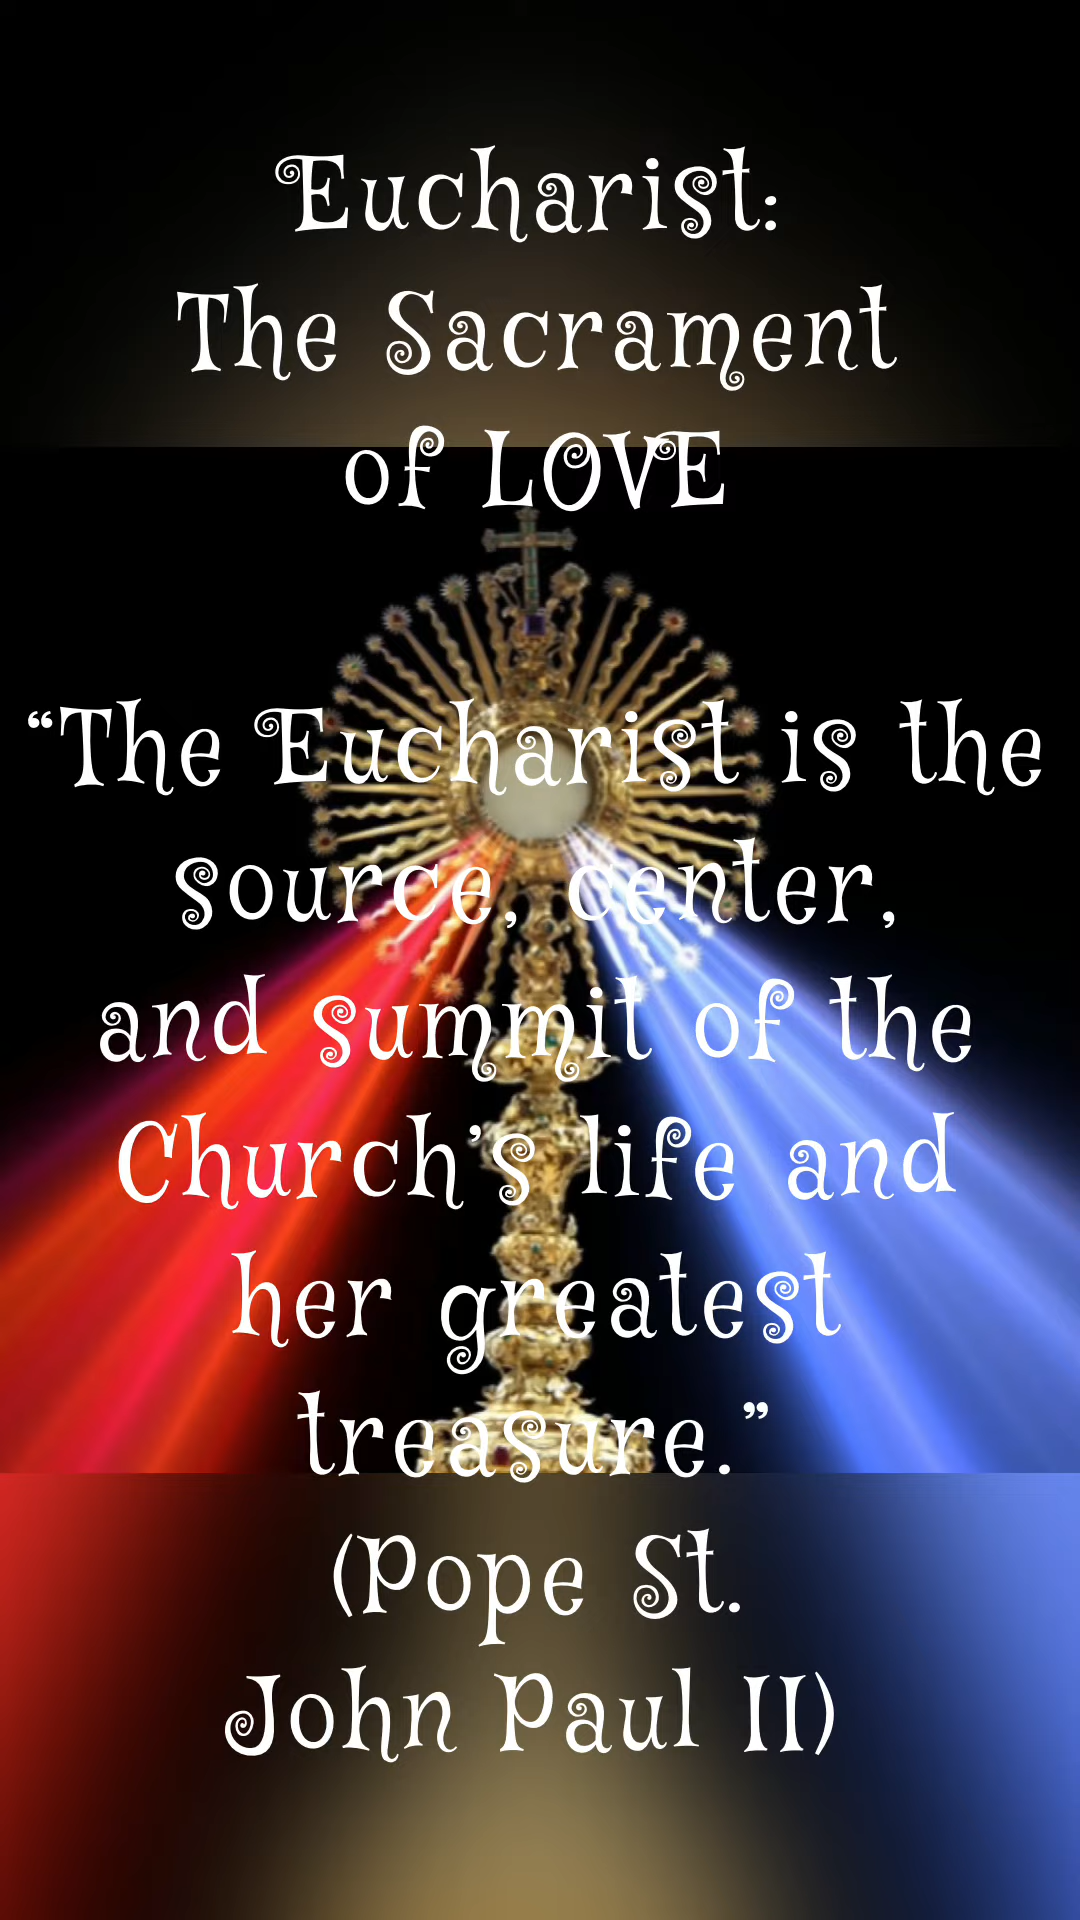 Eucharist:
The Sacrament
of LOVE
“The Eucharist is the
source, center,
and summit of the
Church’s life and
her greatest
treasure.”
(Pope St.
John Paul II)